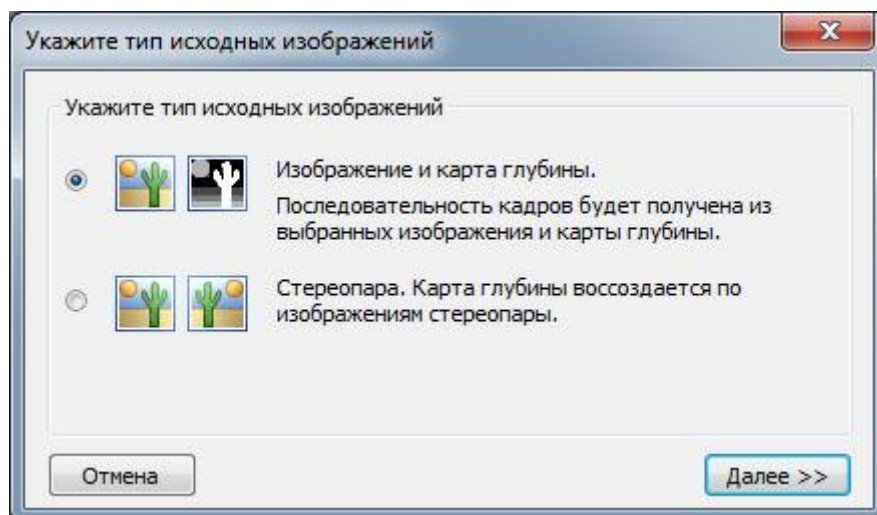 Укажите тип исходных изображений
Укажите тип исходных изображений
Изображение и карта глубины.
Последовательность кадров будет получена из
выбранных изображения и карты глубины.
Стереопара. Карта глубины воссоздается по
изображениям стереопары.
Отмена
Далее >>